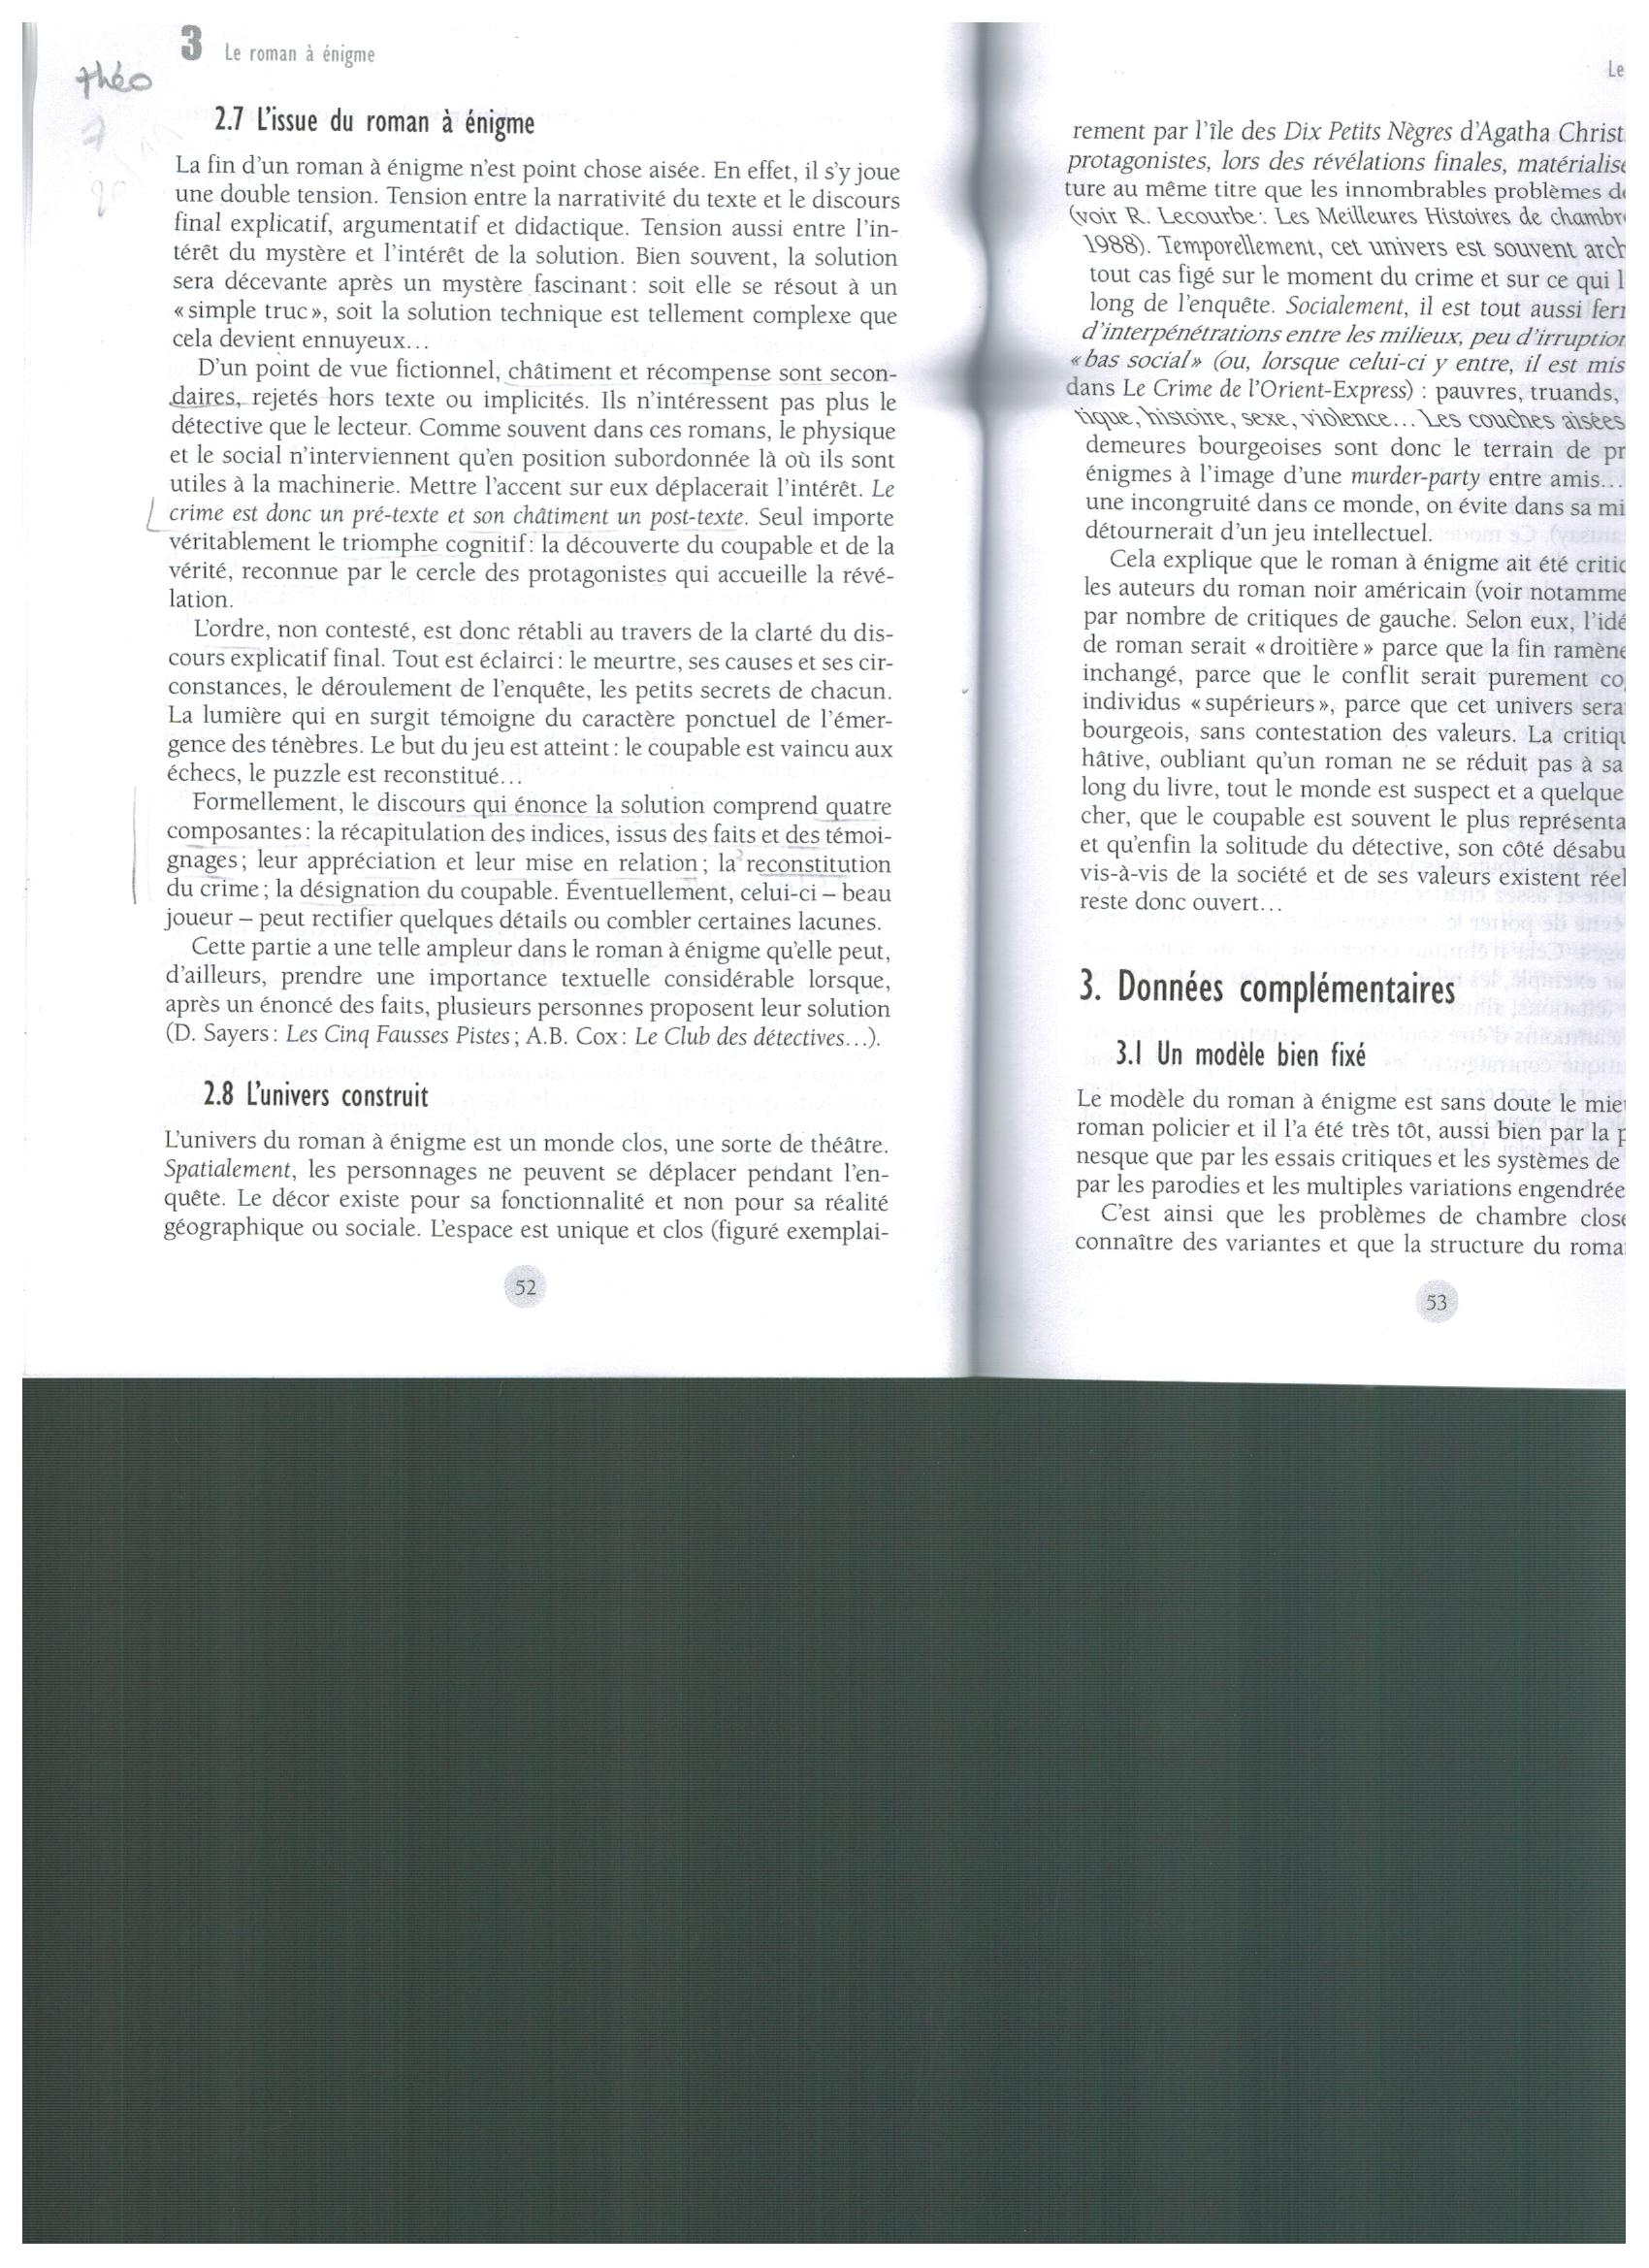 3 Le roman à énigme
théo
7
2.7 L'issue du roman à énigme
La fin d'un roman à énigme n'est point chose aisée. En effet, il s'y joue
une double tension. Tension entre la narrativité du texte et le discours
final explicatif, argumentatif et didactique. Tension aussi entre l'in-
térêt du mystère et l'intérêt de la solution. Bien souvent, la solution
sera décevante après un mystère fascinant : soit elle se résout à un
« simple truc », soit la solution technique est tellement complexe que
cela devient ennuyeux…
D'un point de vue fictionnel, châtiment et récompense sont secon-
daires, rejetés hors texte ou implicités. Ils n'intéressent pas plus le
détective que le lecteur. Comme souvent dans ces romans, le physique
et le social n'interviennent qu'en position subordonnée là où ils sont
utiles à la machinerie. Mettre l'accent sur eux déplacerait l'intérêt. Le
crime est donc un pré-texte et son châtiment un post-texte. Seul importe
véritablement le triomphe cognitif : la découverte du coupable et de la
vérité, reconnue par le cercle des protagonistes qui accueille la révé-
lation.
L'ordre, non contesté, est donc rétabli au travers de la clarté du dis-
cours explicatif final. Tout est éclairci : le meurtre, ses causes et ses cir-
constances, le déroulement de l'enquête, les petits secrets de chacun.
La lumière qui en surgit témoigne du caractère ponctuel de l'émer-
gence des ténèbres. Le but du jeu est atteint : le coupable est vaincu aux
échecs, le puzzle est reconstitué…
Formellement, le discours qui énonce la solution comprend quatre
composantes : la récapitulation des indices, issus des faits et des témoi-
gnages ; leur appréciation et leur mise en relation ; la reconstitution
du crime ; la désignation du coupable. Éventuellement, celui-ci – beau
joueur – peut rectifier quelques détails ou combler certaines lacunes.
Cette partie a une telle ampleur dans le roman à énigme qu'elle peut,
d'ailleurs, prendre une importance textuelle considérable lorsque,
après un énoncé des faits, plusieurs personnes proposent leur solution
(D. Sayers : Les Cinq Fausses Pistes ; A.B. Cox : Le Club des détectives…).
2.8 L'univers construit
L'univers du roman à énigme est un monde clos, une sorte de théâtre.
Spatialement, les personnages ne peuvent se déplacer pendant l'en-
quête. Le décor existe pour sa fonctionnalité et non pour sa réalité
géographique ou sociale. L'espace est unique et clos (figuré exemplai-
52
Le
rement par l'île des Dix Petits Nègres d'Agatha Christ
protagonistes, lors des révélations finales, matérialise
ture au même titre que les innombrables problèmes de
(voir R. Lecourbe : Les Meilleures Histoires de chambre
1988). Temporellement, cet univers est souvent arch
tout cas figé sur le moment du crime et sur ce qui l
long de l'enquête. Socialement, il est tout aussi ferm
d'interpénétrations entre les milieux, peu d'irruption
« bas social » (ou, lorsque celui-ci y entre, il est mis
dans Le Crime de l'Orient-Express) : pauvres, truands,
tique, histoire, sexe, violence… Les couches aisées
demeures bourgeoises sont donc le terrain de pr
énigmes à l'image d'une murder-party entre amis…
une incongruité dans ce monde, on évite dans sa mi
détournerait d'un jeu intellectuel.
Cela explique que le roman à énigme ait été critiq
les auteurs du roman noir américain (voir notamme
par nombre de critiques de gauche. Selon eux, l'idé
de roman serait « droitière » parce que la fin ramène
inchangé, parce que le conflit serait purement co
individus « supérieurs », parce que cet univers sera
bourgeois, sans contestation des valeurs. La critiqu
hâtive, oubliant qu'un roman ne se réduit pas à sa
long du livre, tout le monde est suspect et a quelque
cher, que le coupable est souvent le plus représenta
et qu'enfin la solitude du détective, son côté désabu
vis-à-vis de la société et de ses valeurs existent réel
reste donc ouvert…
3. Données complémentaires
3.1 Un modèle bien fixé
Le modèle du roman à énigme est sans doute le mie
roman policier et il l'a été très tôt, aussi bien par la p
nesque que par les essais critiques et les systèmes de
par les parodies et les multiples variations engendrée
C'est ainsi que les problèmes de chambre close
connaître des variantes et que la structure du roma
53